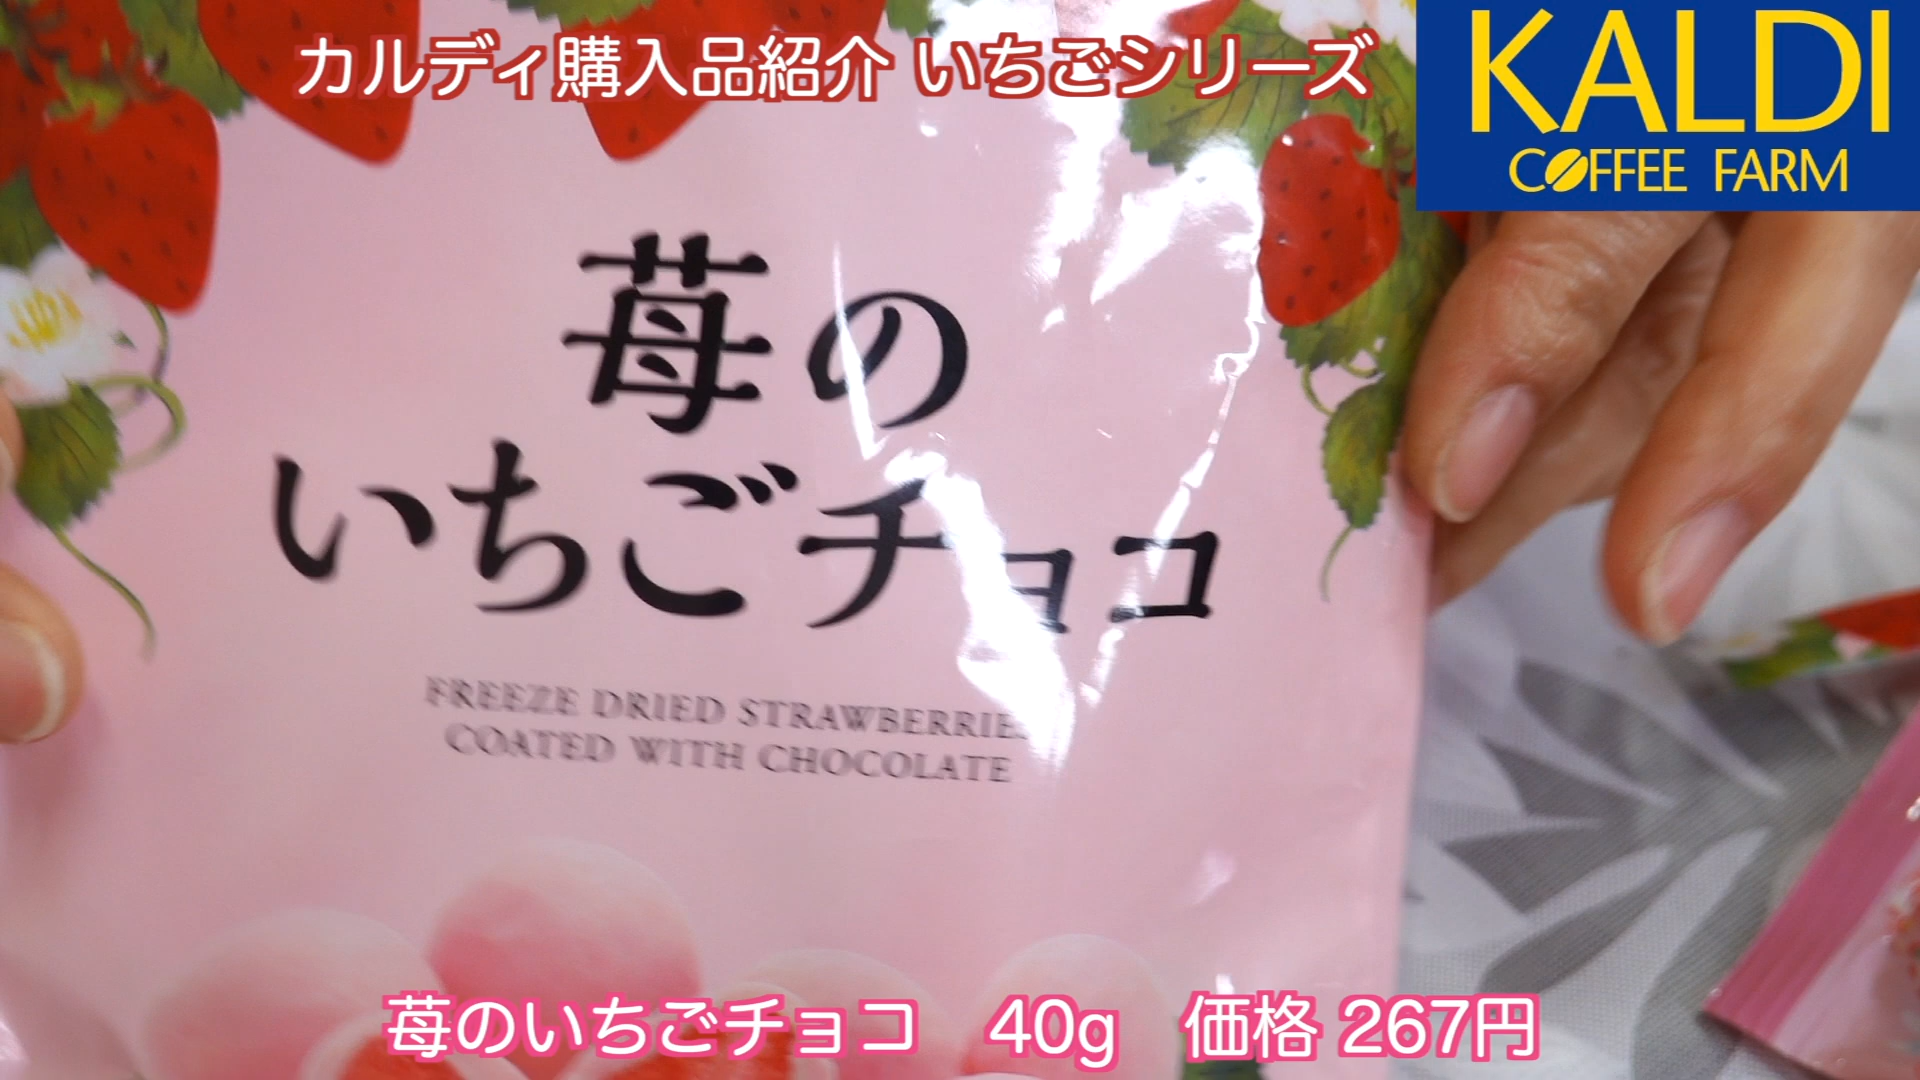 カルディ購入品紹介 いちごシリーズ
KALDI
COFFEE FARM
苺の
いちごチョコ
FREEZE DRIED STRAWBERRIES
COATED WITH CHOCOLATE
苺のいちごチョコ 40g 価格 267円